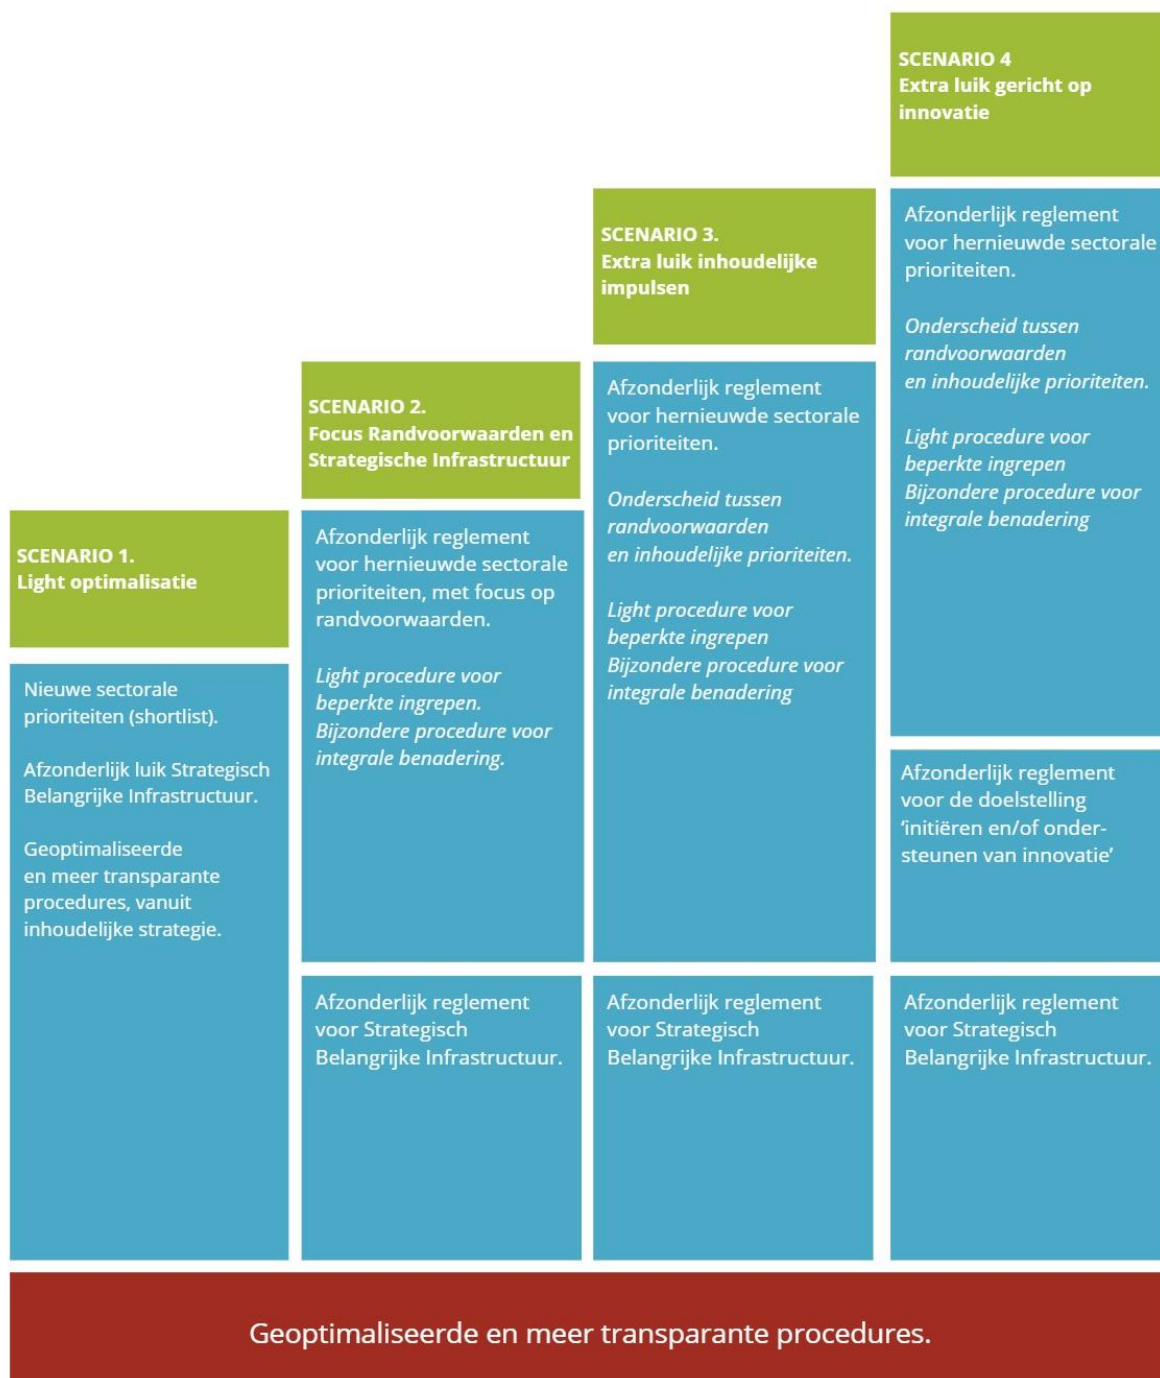 SCENARIO 1.
Light optimalisatie
Nieuwe sectorale
prioriteiten (shortlist).
Afzonderlijk luik Strategisch
Belangrijke Infrastructuur.
Geoptimaliseerde
en meer transparante
procedures, vanuit
inhoudelijke strategie.
SCENARIO 2.
Focus Randvoorwaarden en
Strategische Infrastructuur
Afzonderlijk reglement
voor hernieuwde sectorale
prioriteiten, met focus op
randvoorwaarden.
Light procedure voor
beperkte ingrepen.
Bijzondere procedure voor
integrale benadering.
Afzonderlijk reglement
voor Strategisch
Belangrijke Infrastructuur.
SCENARIO 3.
Extra luik inhoudelijke
impulsen
Afzonderlijk reglement
voor hernieuwde sectorale
prioriteiten.
Onderscheid tussen
randvoorwaarden
en inhoudelijke prioriteiten.
Light procedure voor
beperkte ingrepen
Bijzondere procedure voor
integrale benadering
Afzonderlijk reglement
voor Strategisch
Belangrijke Infrastructuur.
SCENARIO 4
Extra luik gericht op
innovatie
Afzonderlijk reglement
voor hernieuwde sectorale
prioriteiten.
Onderscheid tussen
randvoorwaarden
en inhoudelijke prioriteiten.
Light procedure voor
beperkte ingrepen
Bijzondere procedure voor
integrale benadering
Afzonderlijk reglement
voor de doelstelling
‘initiëren en/of onder-
steunen van innovatie’
Afzonderlijk reglement
voor Strategisch
Belangrijke Infrastructuur.
Geoptimaliseerde en meer transparante procedures.